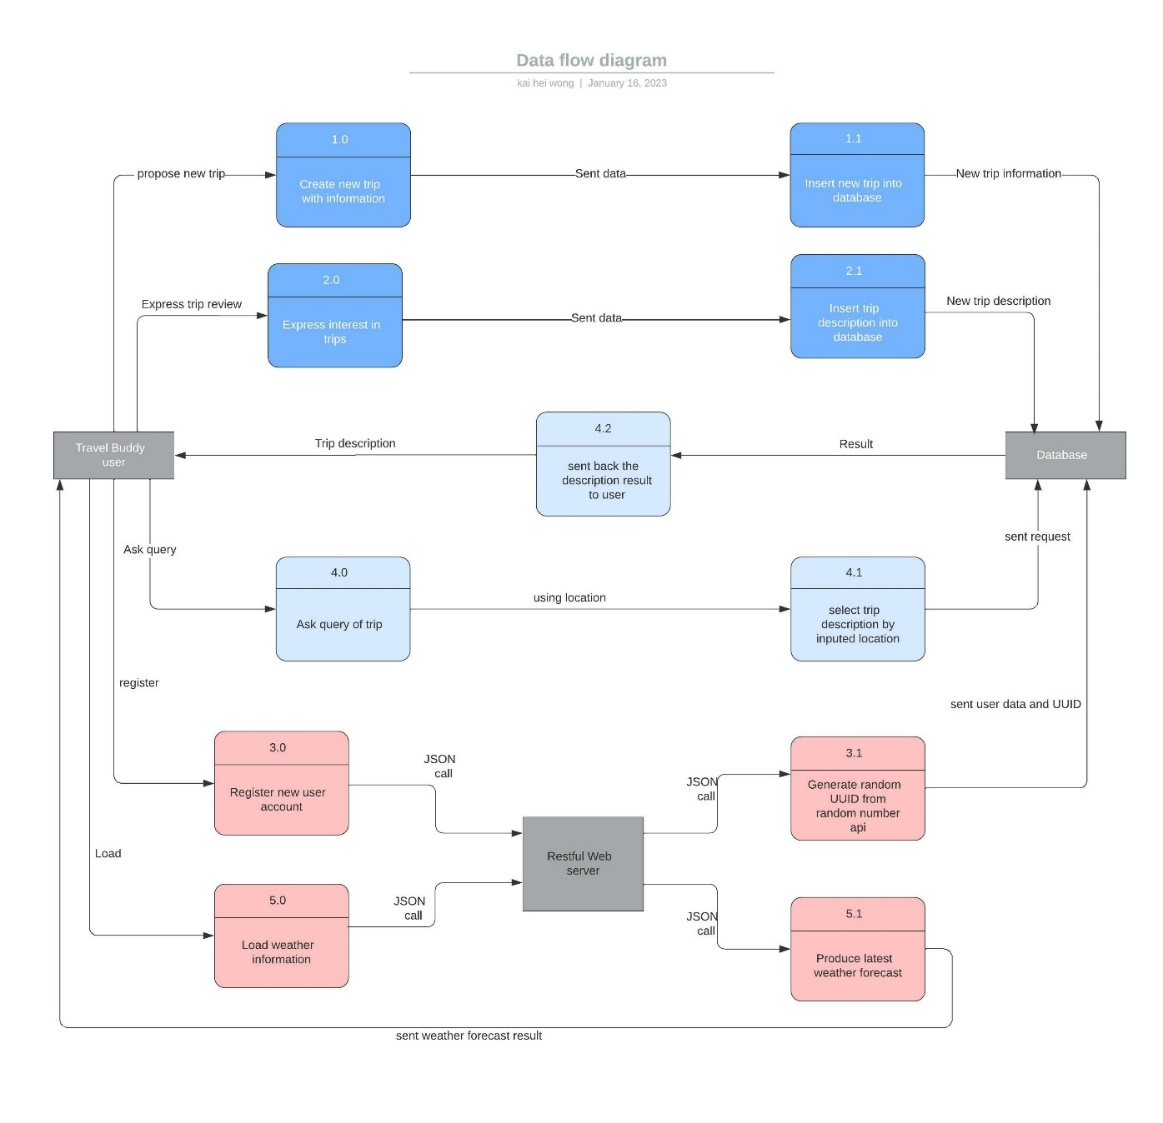 Data flow diagram
kai hei wong | January 16, 2023
1.0
1.1
propose new trip
Create new trip
with information
Sent data
Insert new trip into
database
New trip information
2.0
2.1
Express trip review
Express interest in
trips
Sent data
Insert trip
description into
database
New trip description
Travel Buddy
user
Trip description
4.2
sent back the
description result
to user
Result
Database
Ask query
sent request
4.0
Ask query of trip
using location
4.1
select trip
description by
inputed location
register
sent user data and UUID
3.0
Register new user
account
JSON
call
JSON
call
3.1
Generate random
UUID from
random number
api
Restful Web
server
Load
5.0
Load weather
information
JSON
call
JSON
call
5.1
Produce latest
weather forecast
sent weather forecast result